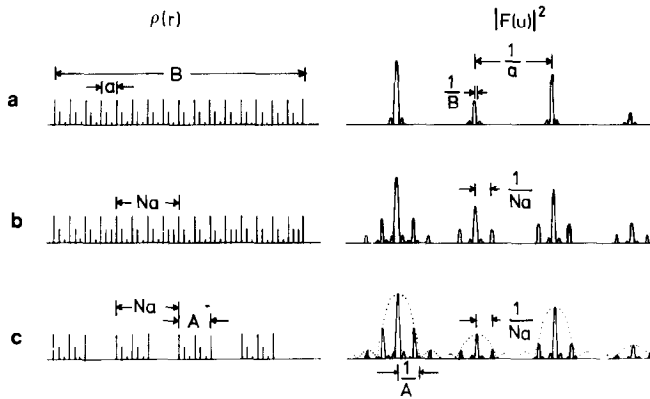 ρ(r) |F(u)|²
B
1/a
a
1/B
a
Na
1/Na
b
Na
A
1/Na
c
1/A